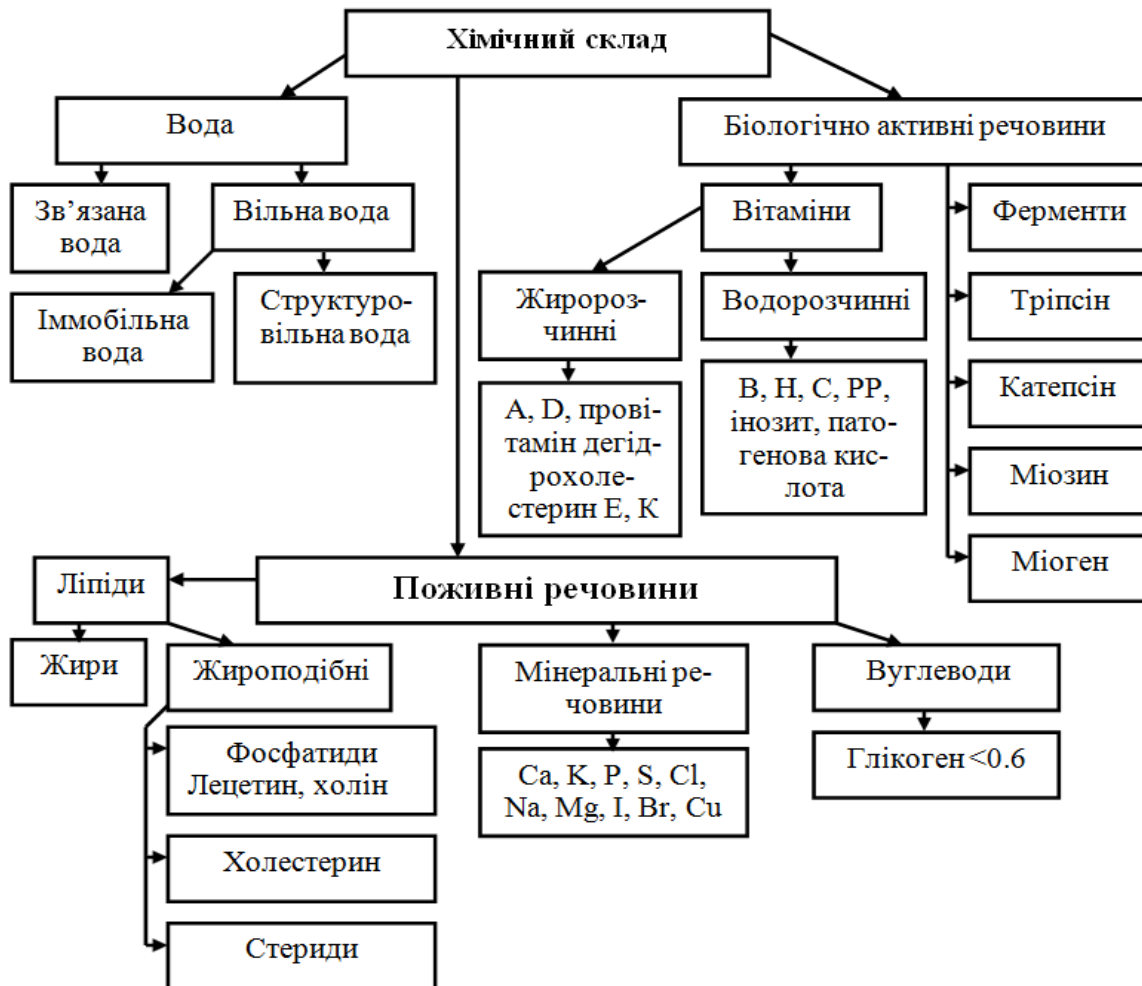 Хімічний склад
Вода
Біологічно активні речовини
Зв’язана
вода
Вільна вода
Вітаміни
Ферменти
Іммобільна
вода
Структуро-
вільна вода
Жиророз-
чинні
Водорозчинні
Тріпсін
A, D, прові-
тамін дегід-
рохоле-
стерин Е, К
В, Н, С, РР,
інозит, пато-
генова кис-
лота
Катепсін
Міозин
Міоген
Ліпіди
Поживні речовини
Жири
Жироподібні
Мінеральні ре-
човини
Вуглеводи
Фосфатиди
Лецетин, холін
Ca, K, P, S, Cl,
Na, Mg, I, Br, Cu
Глікоген <0.6
Холестерин
Стериди